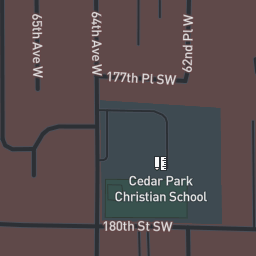 65th Ave W
64th Ave W
62nd Pl W
177th Pl SW
Cedar Park
Christian School
180th St SW